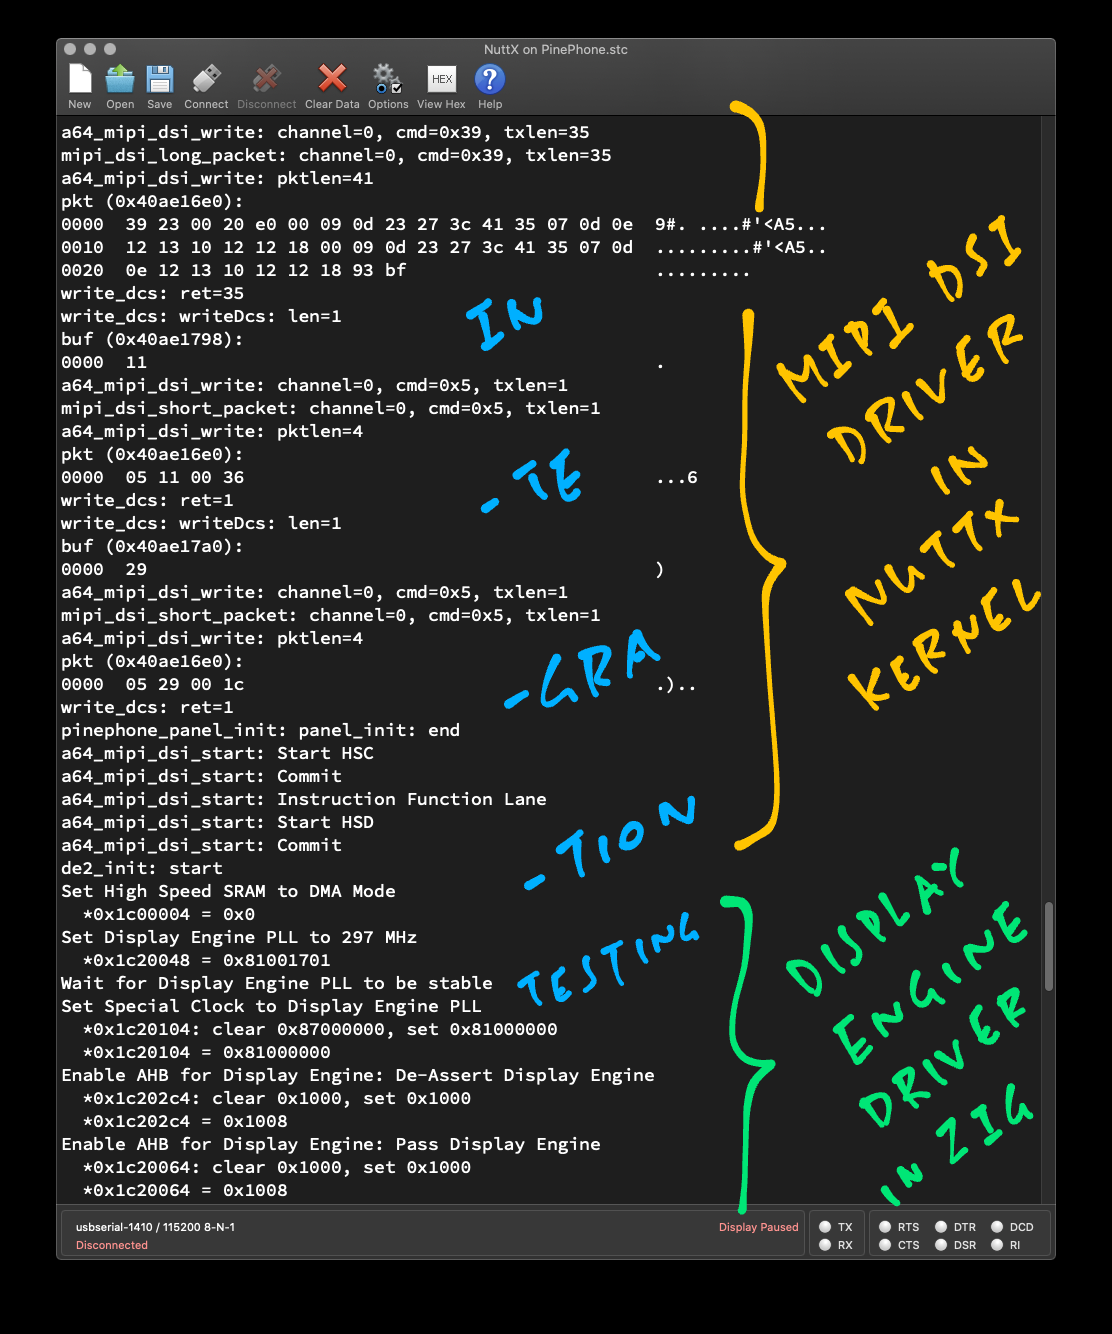 NuttX on PinePhone.stc
New Open Save Connect Disconnect Clear Data Options View Hex Help
HEX
a64_mipi_dsi_write: channel=0, cmd=0x39, txlen=35
mipi_dsi_long_packet: channel=0, cmd=0x39, txlen=35
a64_mipi_dsi_write: pktlen=41
pkt (0x40ae16e0):
0000  39 23 00 20 e0 00 09 0d 23 27 3c 41 35 07 0d 0e  9#. ....#'<A5...
0010  12 13 10 12 12 18 00 09 0d 23 27 3c 41 35 07 0d  .........#'<A5..
0020  0e 12 13 10 12 12 18 93 bf                       .........
write_dcs: ret=35
write_dcs: writeDcs: len=1
buf (0x40ae1798):
0000  11                                               .
a64_mipi_dsi_write: channel=0, cmd=0x5, txlen=1
mipi_dsi_short_packet: channel=0, cmd=0x5, txlen=1
a64_mipi_dsi_write: pktlen=4
pkt (0x40ae16e0):
0000  05 11 00 36                                      ...6
write_dcs: ret=1
write_dcs: writeDcs: len=1
buf (0x40ae17a0):
0000  29                                               )
a64_mipi_dsi_write: channel=0, cmd=0x5, txlen=1
mipi_dsi_short_packet: channel=0, cmd=0x5, txlen=1
a64_mipi_dsi_write: pktlen=4
pkt (0x40ae16e0):
0000  05 29 00 1c                                      .)..
write_dcs: ret=1
pinephone_panel_init: panel_init: end
a64_mipi_dsi_start: Start HSC
a64_mipi_dsi_start: Commit
a64_mipi_dsi_start: Instruction Function Lane
a64_mipi_dsi_start: Start HSD
a64_mipi_dsi_start: Commit
de2_init: start
Set High Speed SRAM to DMA Mode
  *0x1c00004 = 0x0
Set Display Engine PLL to 297 MHz
  *0x1c20048 = 0x81001701
Wait for Display Engine PLL to be stable
Set Special Clock to Display Engine PLL
  *0x1c20104: clear 0x87000000, set 0x81000000
  *0x1c20104 = 0x81000000
Enable AHB for Display Engine: De-Assert Display Engine
  *0x1c202c4: clear 0x1000, set 0x1000
  *0x1c202c4 = 0x1008
Enable AHB for Display Engine: Pass Display Engine
  *0x1c20064: clear 0x1000, set 0x1000
  *0x1c20064 = 0x1008
IN
-TE
-GRA
-TION
TESTING
MIPI DSI
DRIVER
IN
NUTTX
KERNEL
DISPLAY
ENGINE
DRIVER
IN ZIG
usbserial-1410 / 115200 8-N-1
Disconnected
Display Paused
TX RTS DTR DCD
RX CTS DSR RI